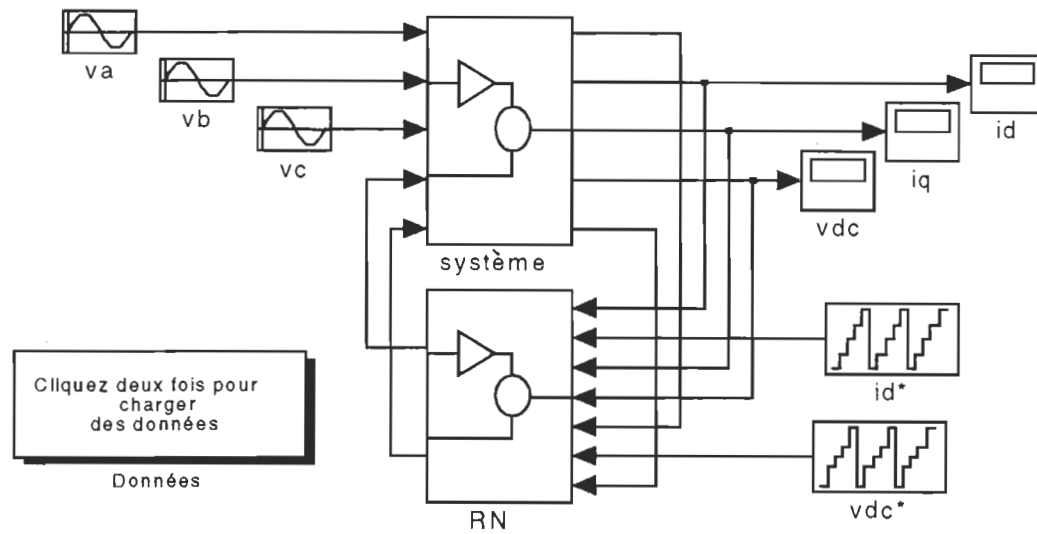 va
vb
vc
id
iq
vdc
système
id*
Cliquez deux fois pour
charger
des données
Données
vdc*
RN